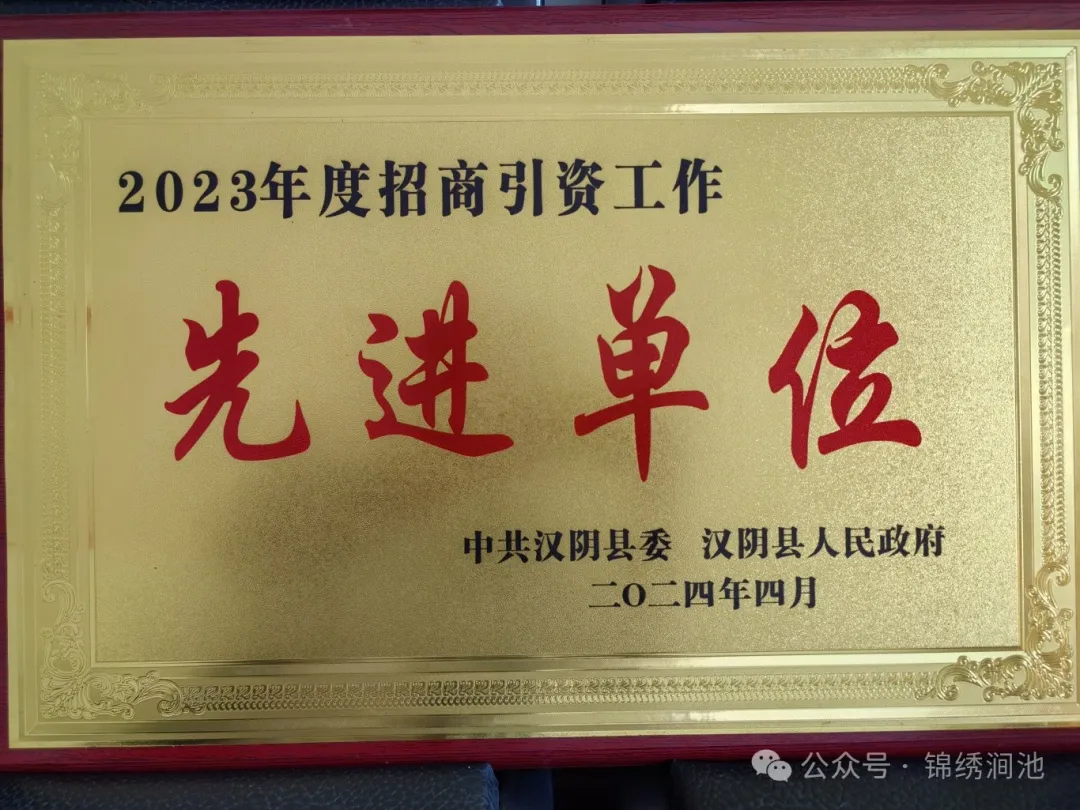 2023年度招商引资工作
先进单位
中共汉阴县委 汉阴县人民政府
二〇二四年四月
公众号·锦绣涧池